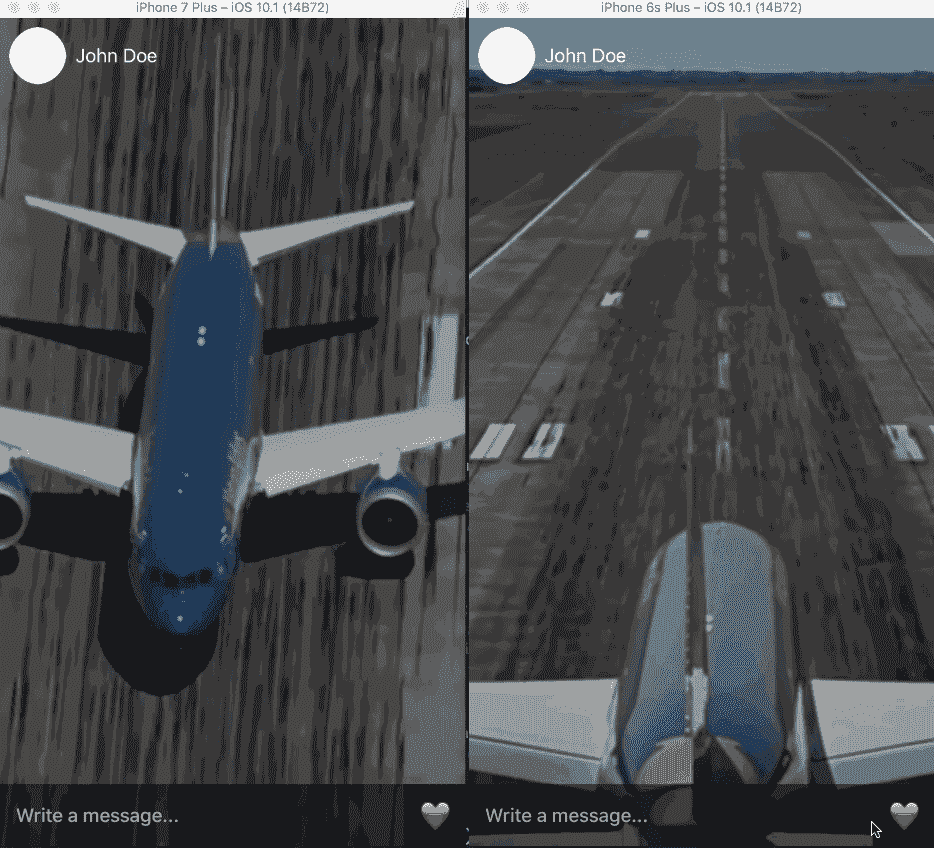 iPhone 7 Plus – iOS 10.1 (14B72)
John Doe
Write a message...
iPhone 6s Plus – iOS 10.1 (14B72)
John Doe
Write a message...